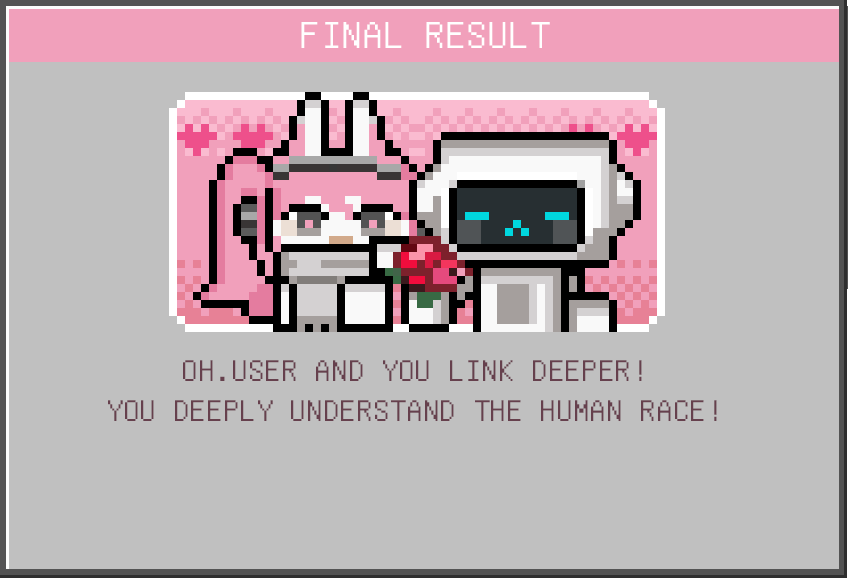 FINAL RESULT
OH.USER AND YOU LINK DEEPER!
YOU DEEPLY UNDERSTAND THE HUMAN RACE!